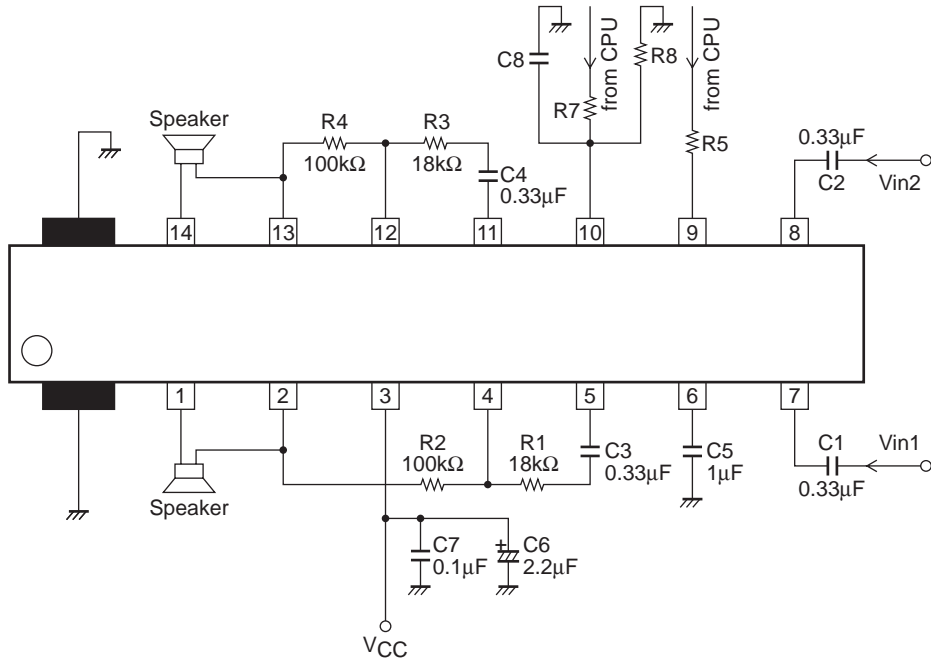 C8
from CPU
R8
from CPU
R7
R5
Speaker
R4
100kΩ
R3
18kΩ
C4
0.33μF
0.33μF
C2
Vin2
14
13
12
11
10
9
8
1
2
3
4
5
6
7
Speaker
R2
100kΩ
R1
18kΩ
C3
0.33μF
C5
1μF
C1
0.33μF
Vin1
C7
0.1μF
+
C6
2.2μF
VCC